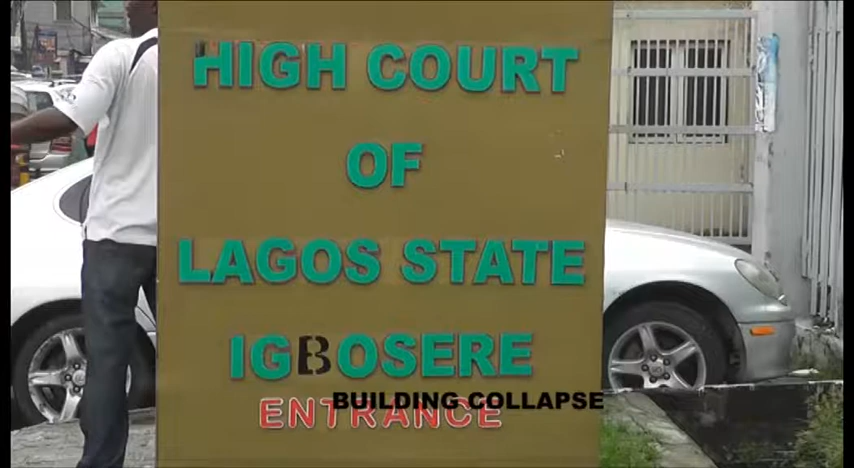 HIGH COURT
OF
LAGOS STATE
IGBOSERE
ENTRANCE
BUILDING COLLAPSE